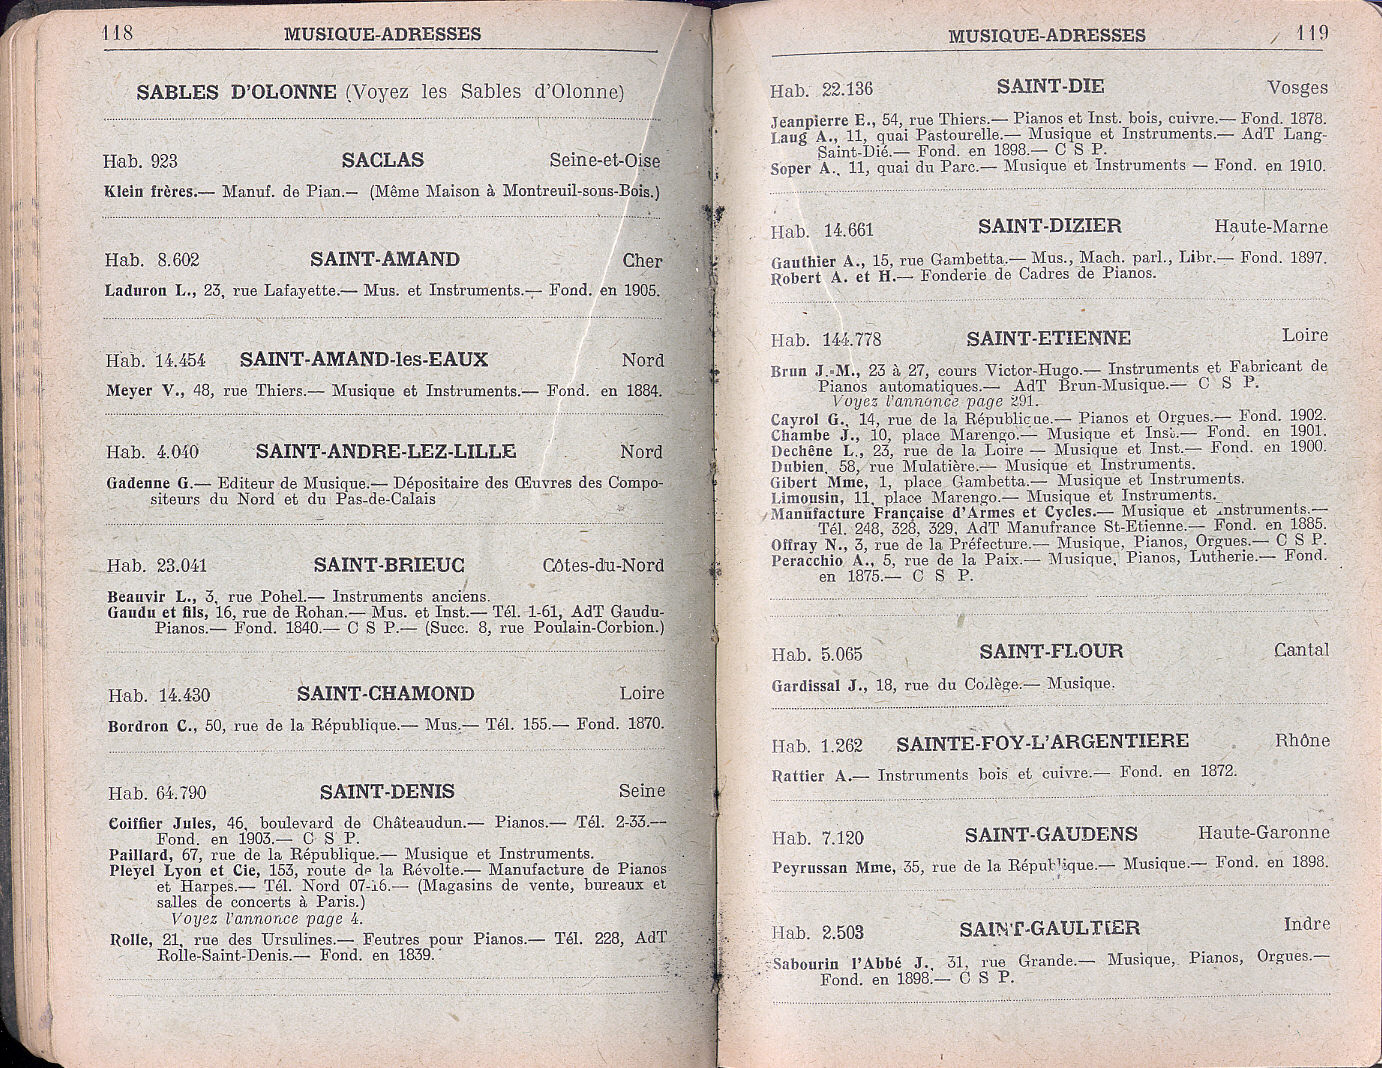 118
MUSIQUE-ADRESSES
SABLES D'OLONNE (Voyez les Sables d'Olonne)
Hab. 923 SACLAS Seine-et-Oise
Klein frères.— Manuf. de Pian.— (Même Maison à Montreuil-sous-Bois.)
Hab. 8.602 SAINT-AMAND Cher
Laduron L., 23, rue Lafayette.— Mus. et Instruments.— Fond. en 1905.
Hab. 14.454 SAINT-AMAND-les-EAUX Nord
Meyer V., 48, rue Thiers.— Musique et Instruments.— Fond. en 1884.
Hab. 4.040 SAINT-ANDRE-LEZ-LILLE Nord
Gadenne G.— Editeur de Musique.— Dépositaire des Œuvres des Compo-
siteurs du Nord et du Pas-de-Calais
Hab. 23.041 SAINT-BRIEUC Côtes-du-Nord
Beauvir L., 3, rue Pohel.— Instruments anciens.
Gaudu et fils, 16, rue de Rohan.— Mus. et Inst.— Tél. 1-61, AdT Gaudu-
Pianos.— Fond. 1840.— C S P.— (Succ. 8, rue Poulain-Corbion.)
Hab. 14.430 SAINT-CHAMOND Loire
Bordron C., 50, rue de la République.— Mus.— Tél. 155.— Fond. 1870.
Hab. 64.790 SAINT-DENIS Seine
Coiffier Jules, 46, boulevard de Châteaudun.— Pianos.— Tél. 2-33.—
Fond. en 1903.— C S P.
Paillard, 67, rue de la République.— Musique et Instruments.
Pleyel Lyon et Cie, 153, route de la Révolte.— Manufacture de Pianos
et Harpes.— Tél. Nord 07-16.— (Magasins de vente, bureaux et
salles de concerts à Paris.)
Voyez l'annonce page 4.
Rolle, 21, rue des Ursulines.— Feutres pour Pianos.— Tél. 228, AdT
Rolle-Saint-Denis.— Fond. en 1839.
MUSIQUE-ADRESSES
119
Hab. 22.136 SAINT-DIE Vosges
Jeanpierre E., 54, rue Thiers.— Pianos et Inst. bois, cuivre.— Fond. 1878.
Laug A., 11, quai Pastourelle.— Musique et Instruments.— AdT Lang-
Saint-Dié.— Fond. en 1898.— C S P.
Soper A., 11, quai du Parc.— Musique et Instruments — Fond. en 1910.
Hab. 14.661 SAINT-DIZIER Haute-Marne
Gauthier A., 15, rue Gambetta.— Mus., Mach. parl., Libr.— Fond. 1897.
Robert A. et H.— Fonderie de Cadres de Pianos.
Hab. 144.778 SAINT-ETIENNE Loire
Brun J.-M., 23 à 27, cours Victor-Hugo.— Instruments et Fabricant de
Pianos automatiques.— AdT Brun-Musique.— C S P.
Voyez l'annonce page 291.
Cayrol G., 14, rue de la République.— Pianos et Orgues.— Fond. 1902.
Chambe J., 10, place Marengo.— Musique et Inst.— Fond. en 1901.
Dechêne L., 23, rue de la Loire — Musique et Inst.— Fond. en 1900.
Dubien, 58, rue Mulatière.— Musique et Instruments.
Gibert Mme, 1, place Gambetta.— Musique et Instruments.
Limousin, 11, place Marengo.— Musique et Instruments.
Manufacture Française d'Armes et Cycles.— Musique et Instruments.—
Tél. 248, 328, 329, AdT Manufrance St-Etienne.— Fond. en 1885.
Offray N., 3, rue de la Préfecture.— Musique, Pianos, Orgues.— C S P.
Peracchio A., 5, rue de la Paix.— Musique, Pianos, Lutherie.— Fond.
en 1875.— C S P.
Hab. 5.065 SAINT-FLOUR Cantal
Gardissal J., 18, rue du Collège.— Musique.
Hab. 1.262 SAINTE-FOY-L'ARGENTIERE Rhône
Rattier A.— Instruments bois et cuivre.— Fond. en 1872.
Hab. 7.120 SAINT-GAUDENS Haute-Garonne
Peyrussan Mme, 35, rue de la République.— Musique.— Fond. en 1898.
Hab. 2.503 SAINT-GAULTIER Indre
Sabourin l'Abbé J., 31, rue Grande.— Musique, Pianos, Orgues.—
Fond. en 1898.— C S P.